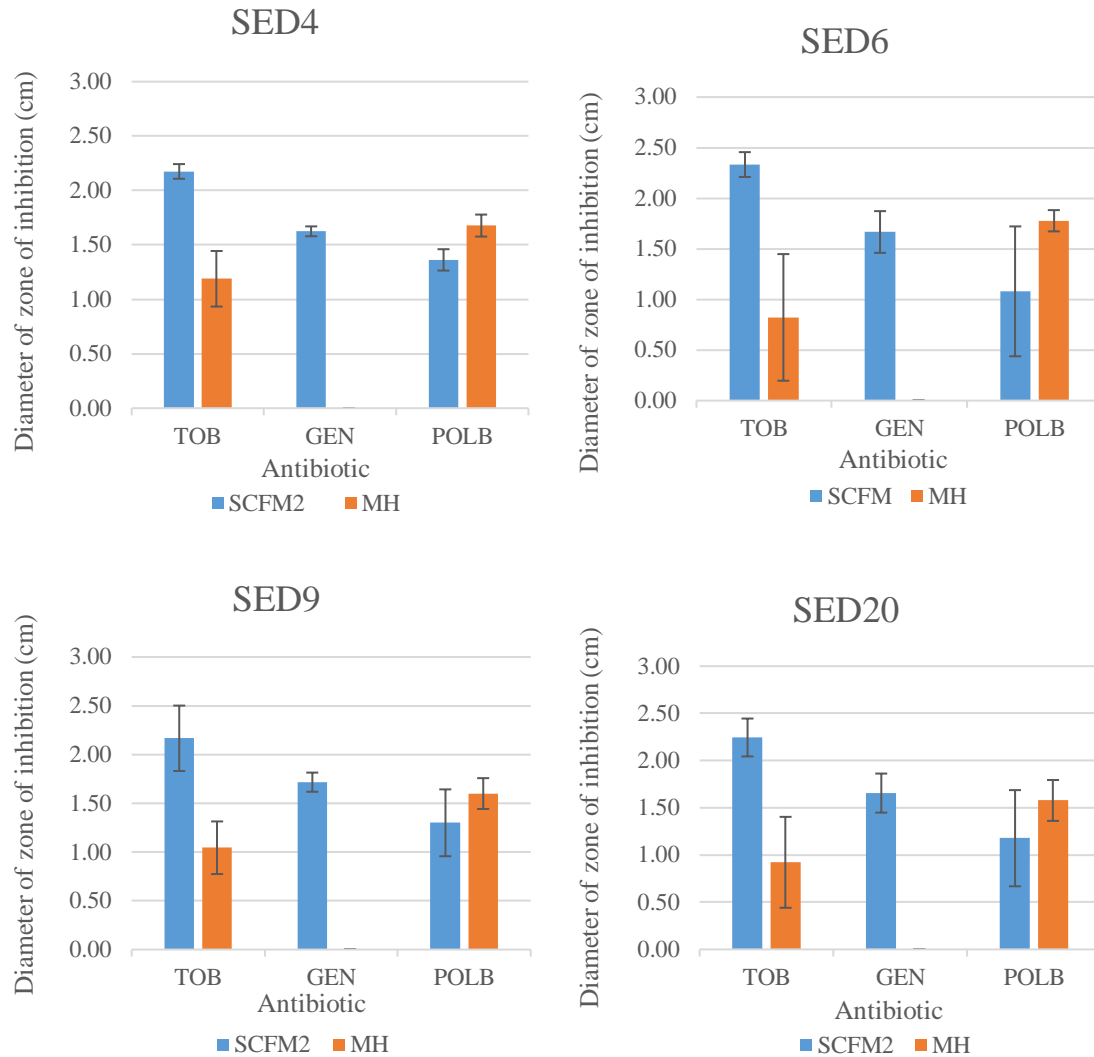 SED4
Diameter of zone of inhibition (cm)
3.00
2.50
2.00
1.50
1.00
0.50
0.00
TOB GEN POLB
Antibiotic
SCFM2 MH
SED6
Diameter of zone of inhibition (cm)
3.00
2.50
2.00
1.50
1.00
0.50
0.00
TOB GEN POLB
Antibiotic
SCFM MH
SED9
Diameter of zone of inhibition (cm)
3.00
2.50
2.00
1.50
1.00
0.50
0.00
TOB GEN POLB
Antibiotic
SCFM2 MH
SED20
Diameter of zone of inhibition (cm)
3.00
2.50
2.00
1.50
1.00
0.50
0.00
TOB GEN POLB
Antibiotic
SCFM2 MH